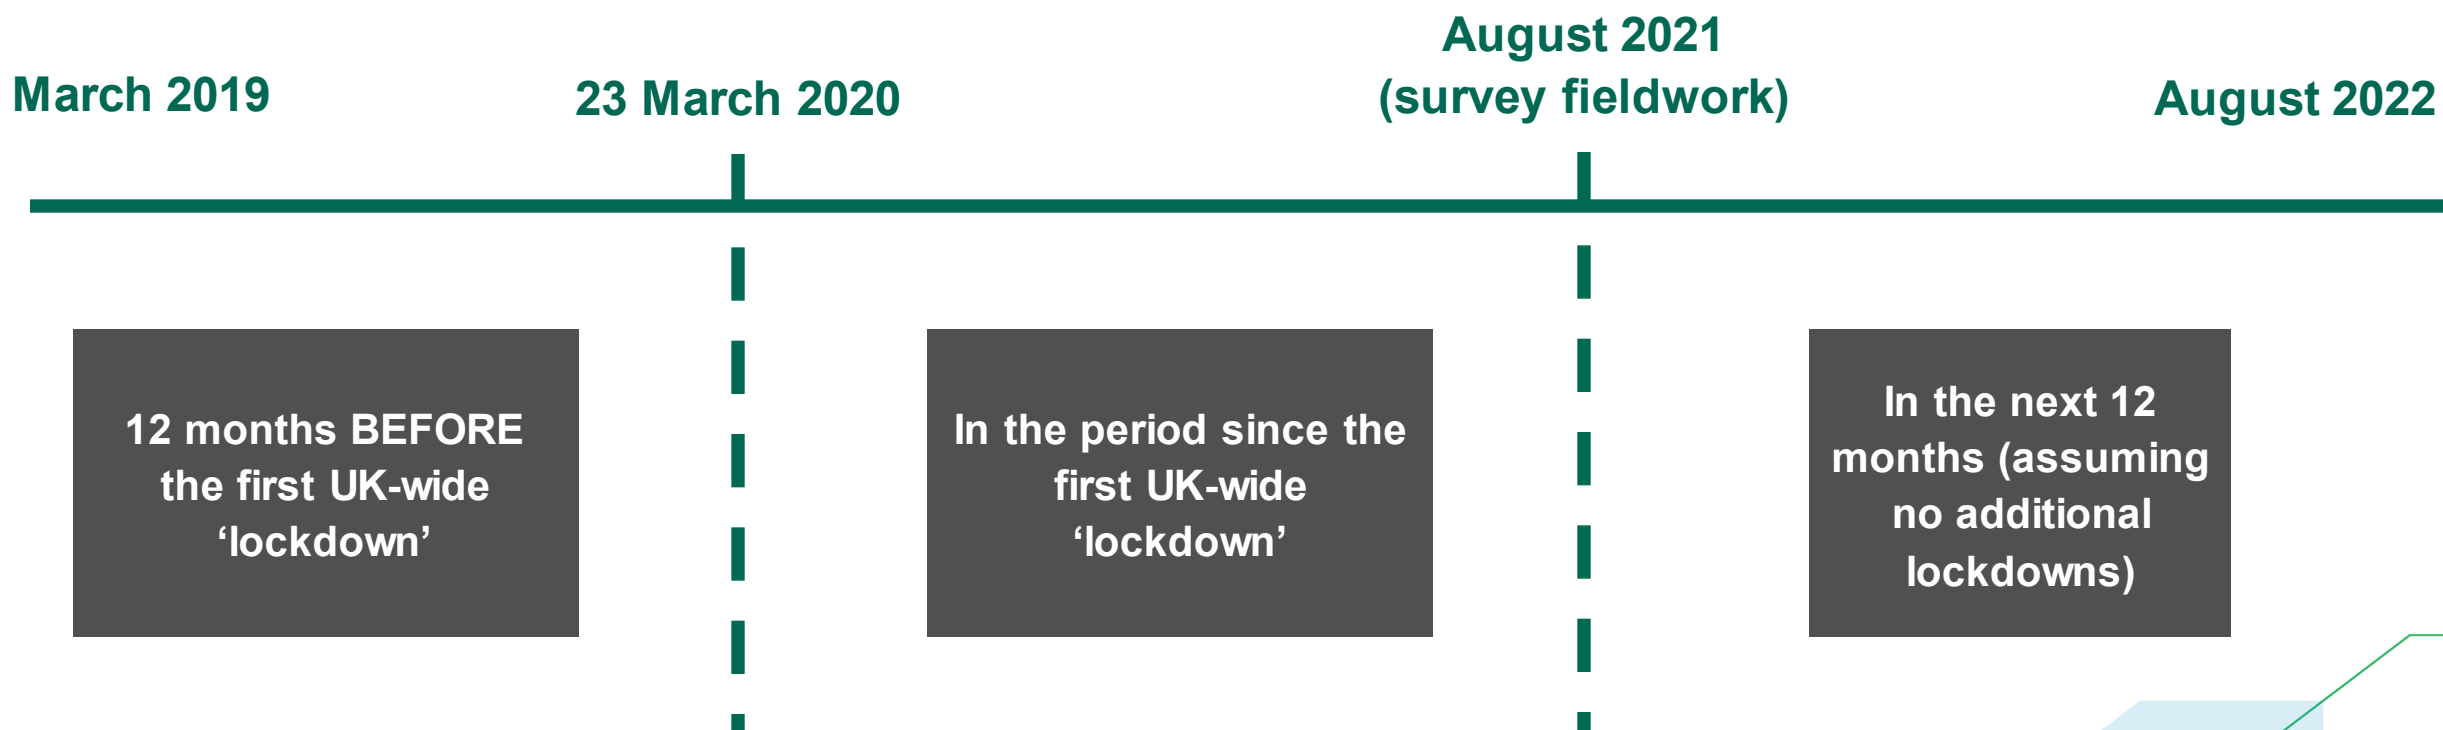 March 2019
23 March 2020
August 2021
(survey fieldwork)
August 2022
12 months BEFORE
the first UK-wide
‘lockdown’
In the period since the
first UK-wide
‘lockdown’
In the next 12
months (assuming
no additional
lockdowns)